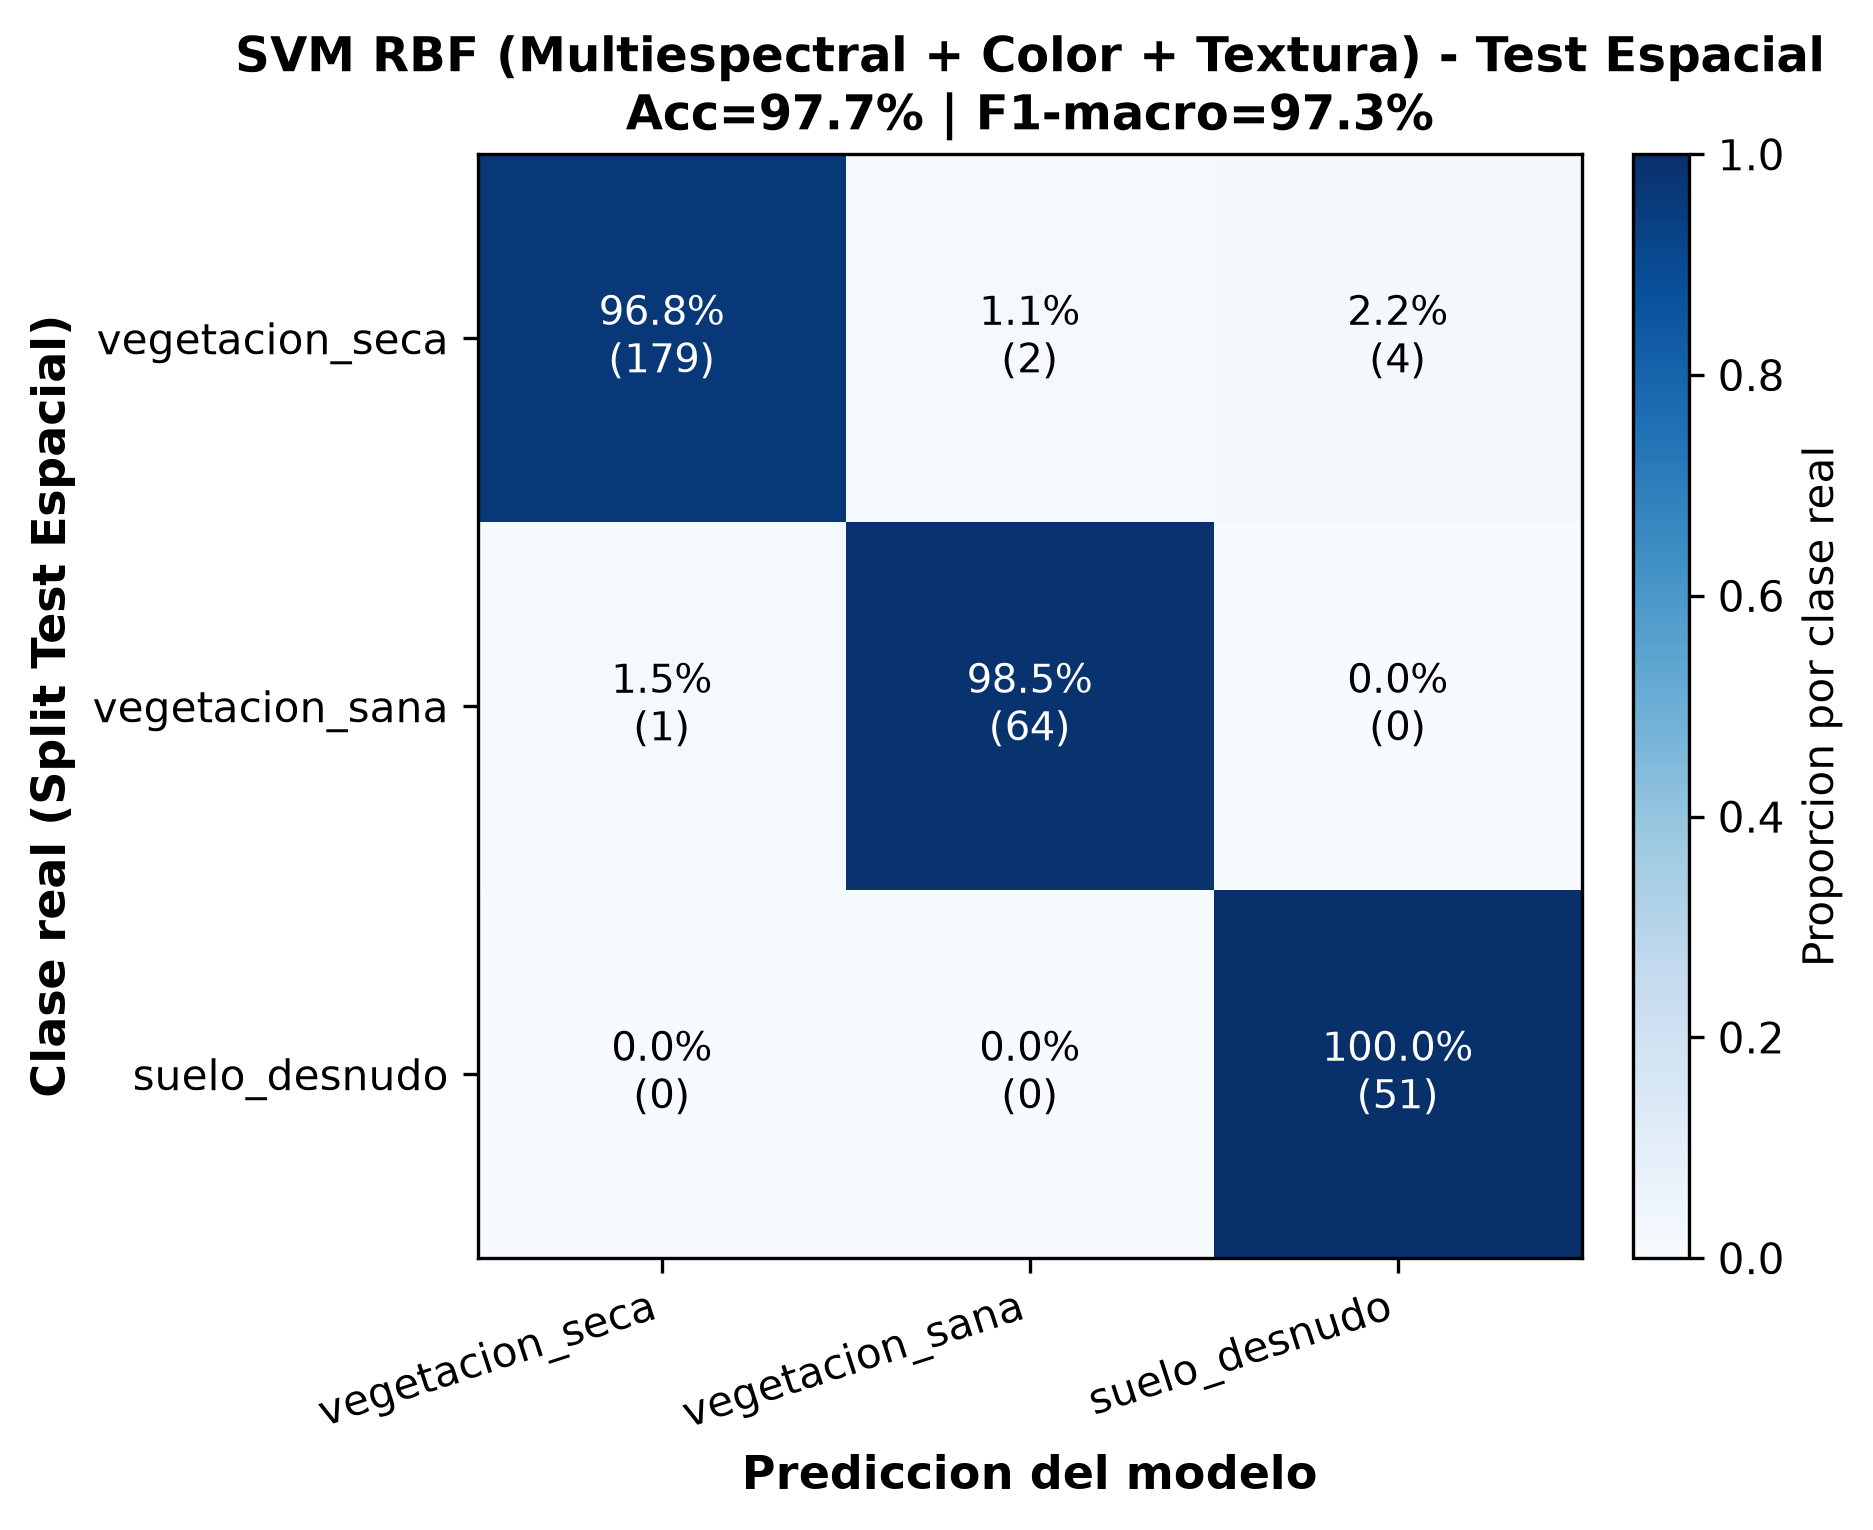 SVM RBF (Multiespectral + Color + Textura) - Test Espacial
Acc=97.7% | F1-macro=97.3%
Clase real (Split Test Espacial)
vegetacion_seca
96.8%
(179)
1.1%
(2)
2.2%
(4)
vegetacion_sana
1.5%
(1)
98.5%
(64)
0.0%
(0)
suelo_desnudo
0.0%
(0)
0.0%
(0)
100.0%
(51)
vegetacion_seca
vegetacion_sana
suelo_desnudo
Prediccion del modelo
1.0
0.8
0.6
0.4
0.2
0.0
Proporcion por clase real